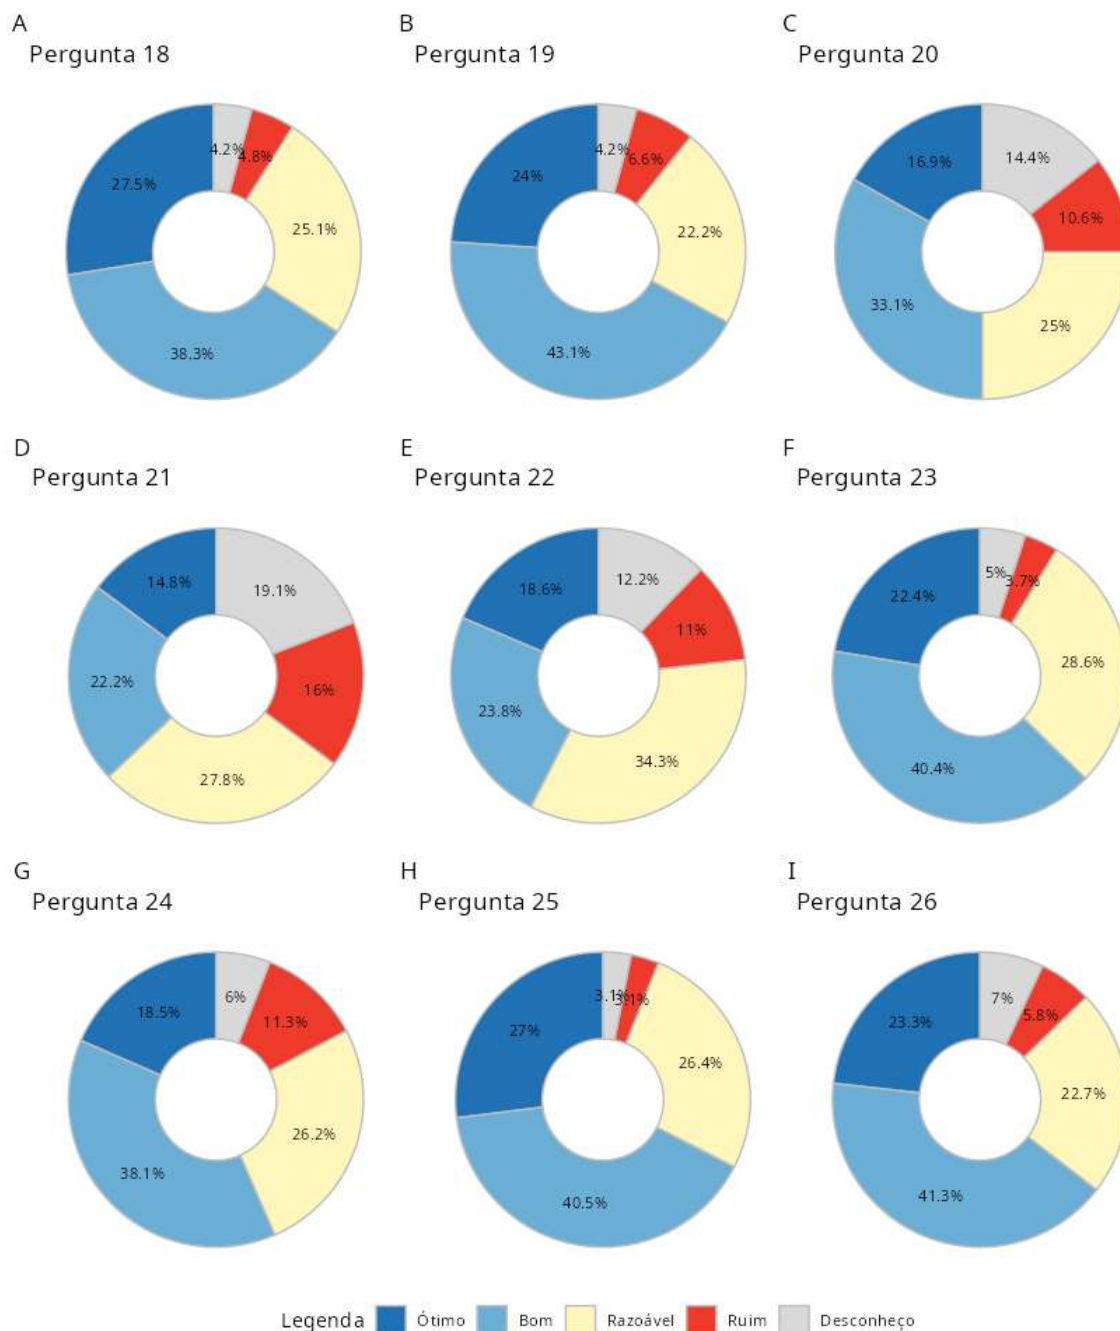 A
Pergunta 18
4.2%
4.8%
27.5%
25.1%
38.3%
B
Pergunta 19
4.2%
6.6%
24%
22.2%
43.1%
C
Pergunta 20
16.9%
14.4%
10.6%
33.1%
25%
D
Pergunta 21
14.8%
19.1%
22.2%
16%
27.8%
E
Pergunta 22
18.6%
12.2%
11%
23.8%
34.3%
F
Pergunta 23
5%
3.7%
22.4%
28.6%
40.4%
G
Pergunta 24
6%
18.5%
11.3%
26.2%
38.1%
H
Pergunta 25
3.1%
3.1%
27%
26.4%
40.5%
I
Pergunta 26
7%
5.8%
23.3%
22.7%
41.3%
Legenda Ótimo Bom Razoável Ruim Desconheço